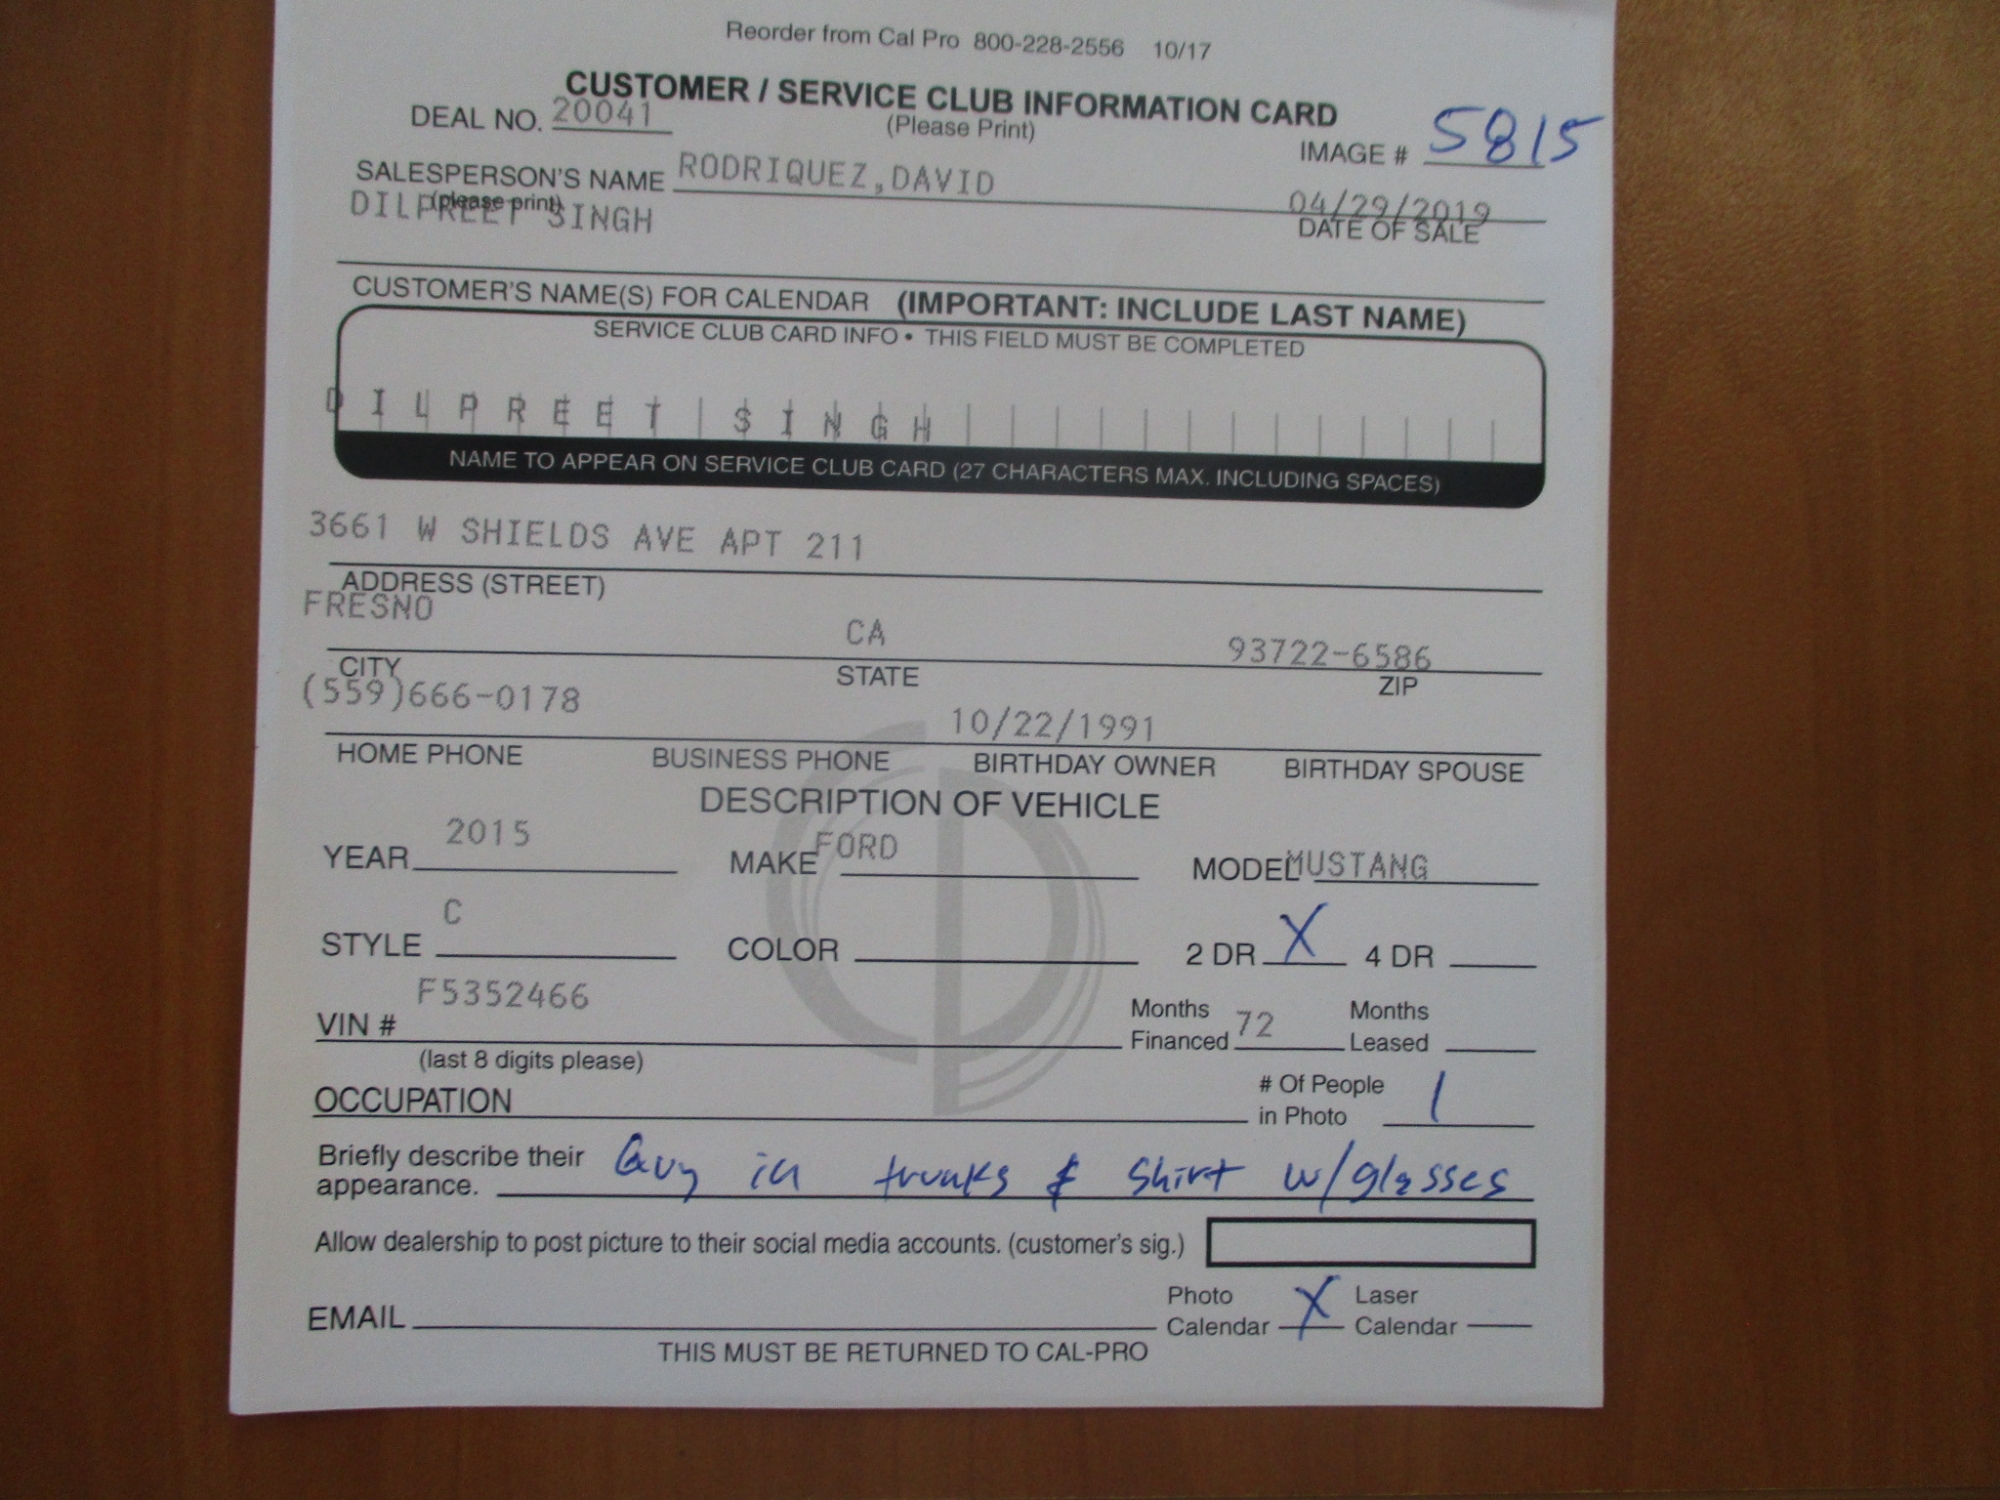 Reorder from Cal Pro 800-228-2556 10/17
CUSTOMER / SERVICE CLUB INFORMATION CARD
DEAL NO. 20041 (Please Print)
IMAGE # 5815
SALESPERSON'S NAME RODRIQUEZ,DAVID
(please print)
04/29/2019
DATE OF SALE
DILPREET SINGH
CUSTOMER'S NAME(S) FOR CALENDAR (IMPORTANT: INCLUDE LAST NAME)
SERVICE CLUB CARD INFO • THIS FIELD MUST BE COMPLETED
DILPREET SINGH
NAME TO APPEAR ON SERVICE CLUB CARD (27 CHARACTERS MAX. INCLUDING SPACES)
3661 W SHIELDS AVE APT 211
ADDRESS (STREET)
FRESNO CA 93722-6586
CITY STATE ZIP
(559)666-0178 10/22/1991
HOME PHONE BUSINESS PHONE BIRTHDAY OWNER BIRTHDAY SPOUSE
DESCRIPTION OF VEHICLE
YEAR 2015 MAKE FORD MODEL MUSTANG
STYLE C COLOR 2 DR X 4 DR
VIN # F5352466 Months Financed 72 Months Leased
(last 8 digits please)
OCCUPATION # Of People in Photo 1
Briefly describe their appearance. Guy in trunks & shirt w/glasses
Allow dealership to post picture to their social media accounts. (customer's sig.)
EMAIL Photo Calendar X Laser Calendar
THIS MUST BE RETURNED TO CAL-PRO